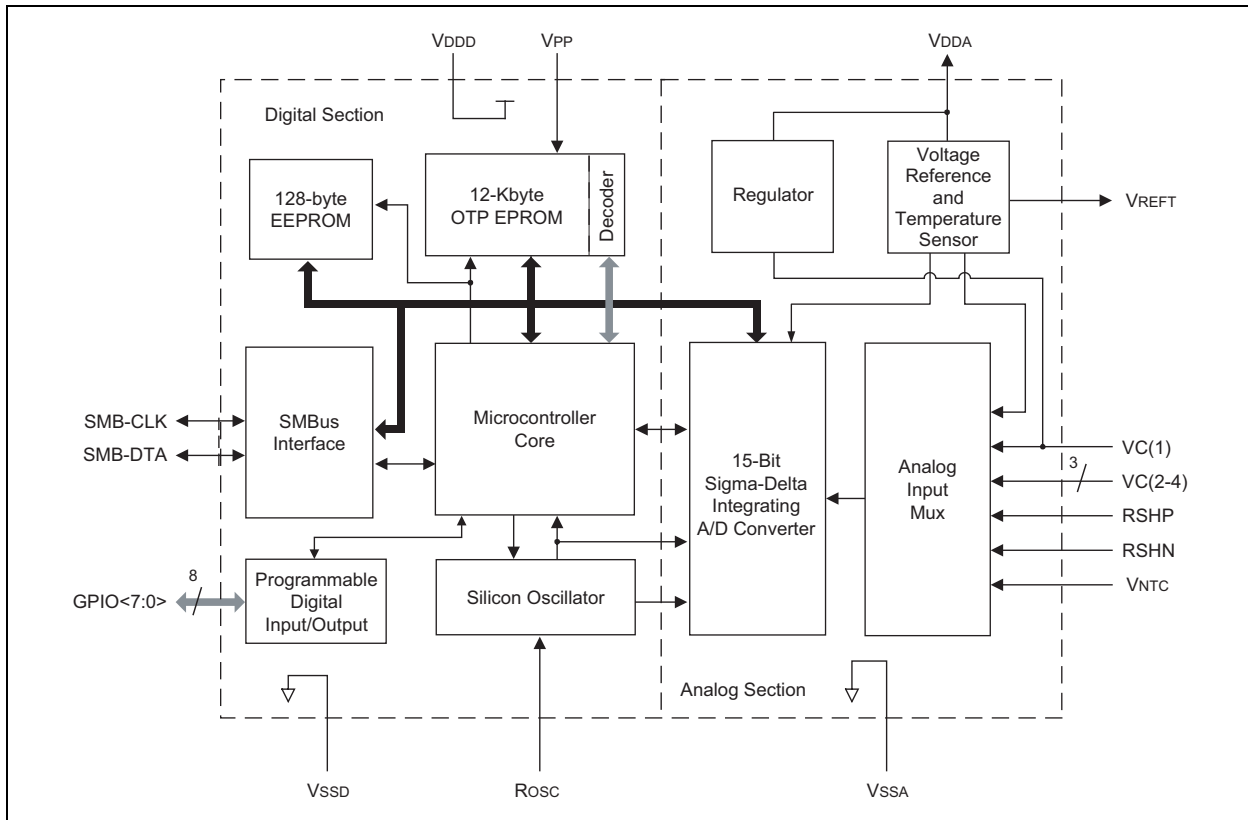 VDDD
VPP
VDDA
Digital Section
128-byte
EEPROM
12-Kbyte
OTP EPROM
Decoder
Regulator
Voltage
Reference
and
Temperature
Sensor
VREFT
SMB-CLK
SMB-DTA
SMBus
Interface
Microcontroller
Core
15-Bit
Sigma-Delta
Integrating
A/D Converter
Analog
Input
Mux
VC(1)
3
VC(2-4)
RSHP
RSHN
VNTC
8
GPIO<7:0>
Programmable
Digital
Input/Output
Silicon Oscillator
Analog Section
VSSD
ROSC
VSSA